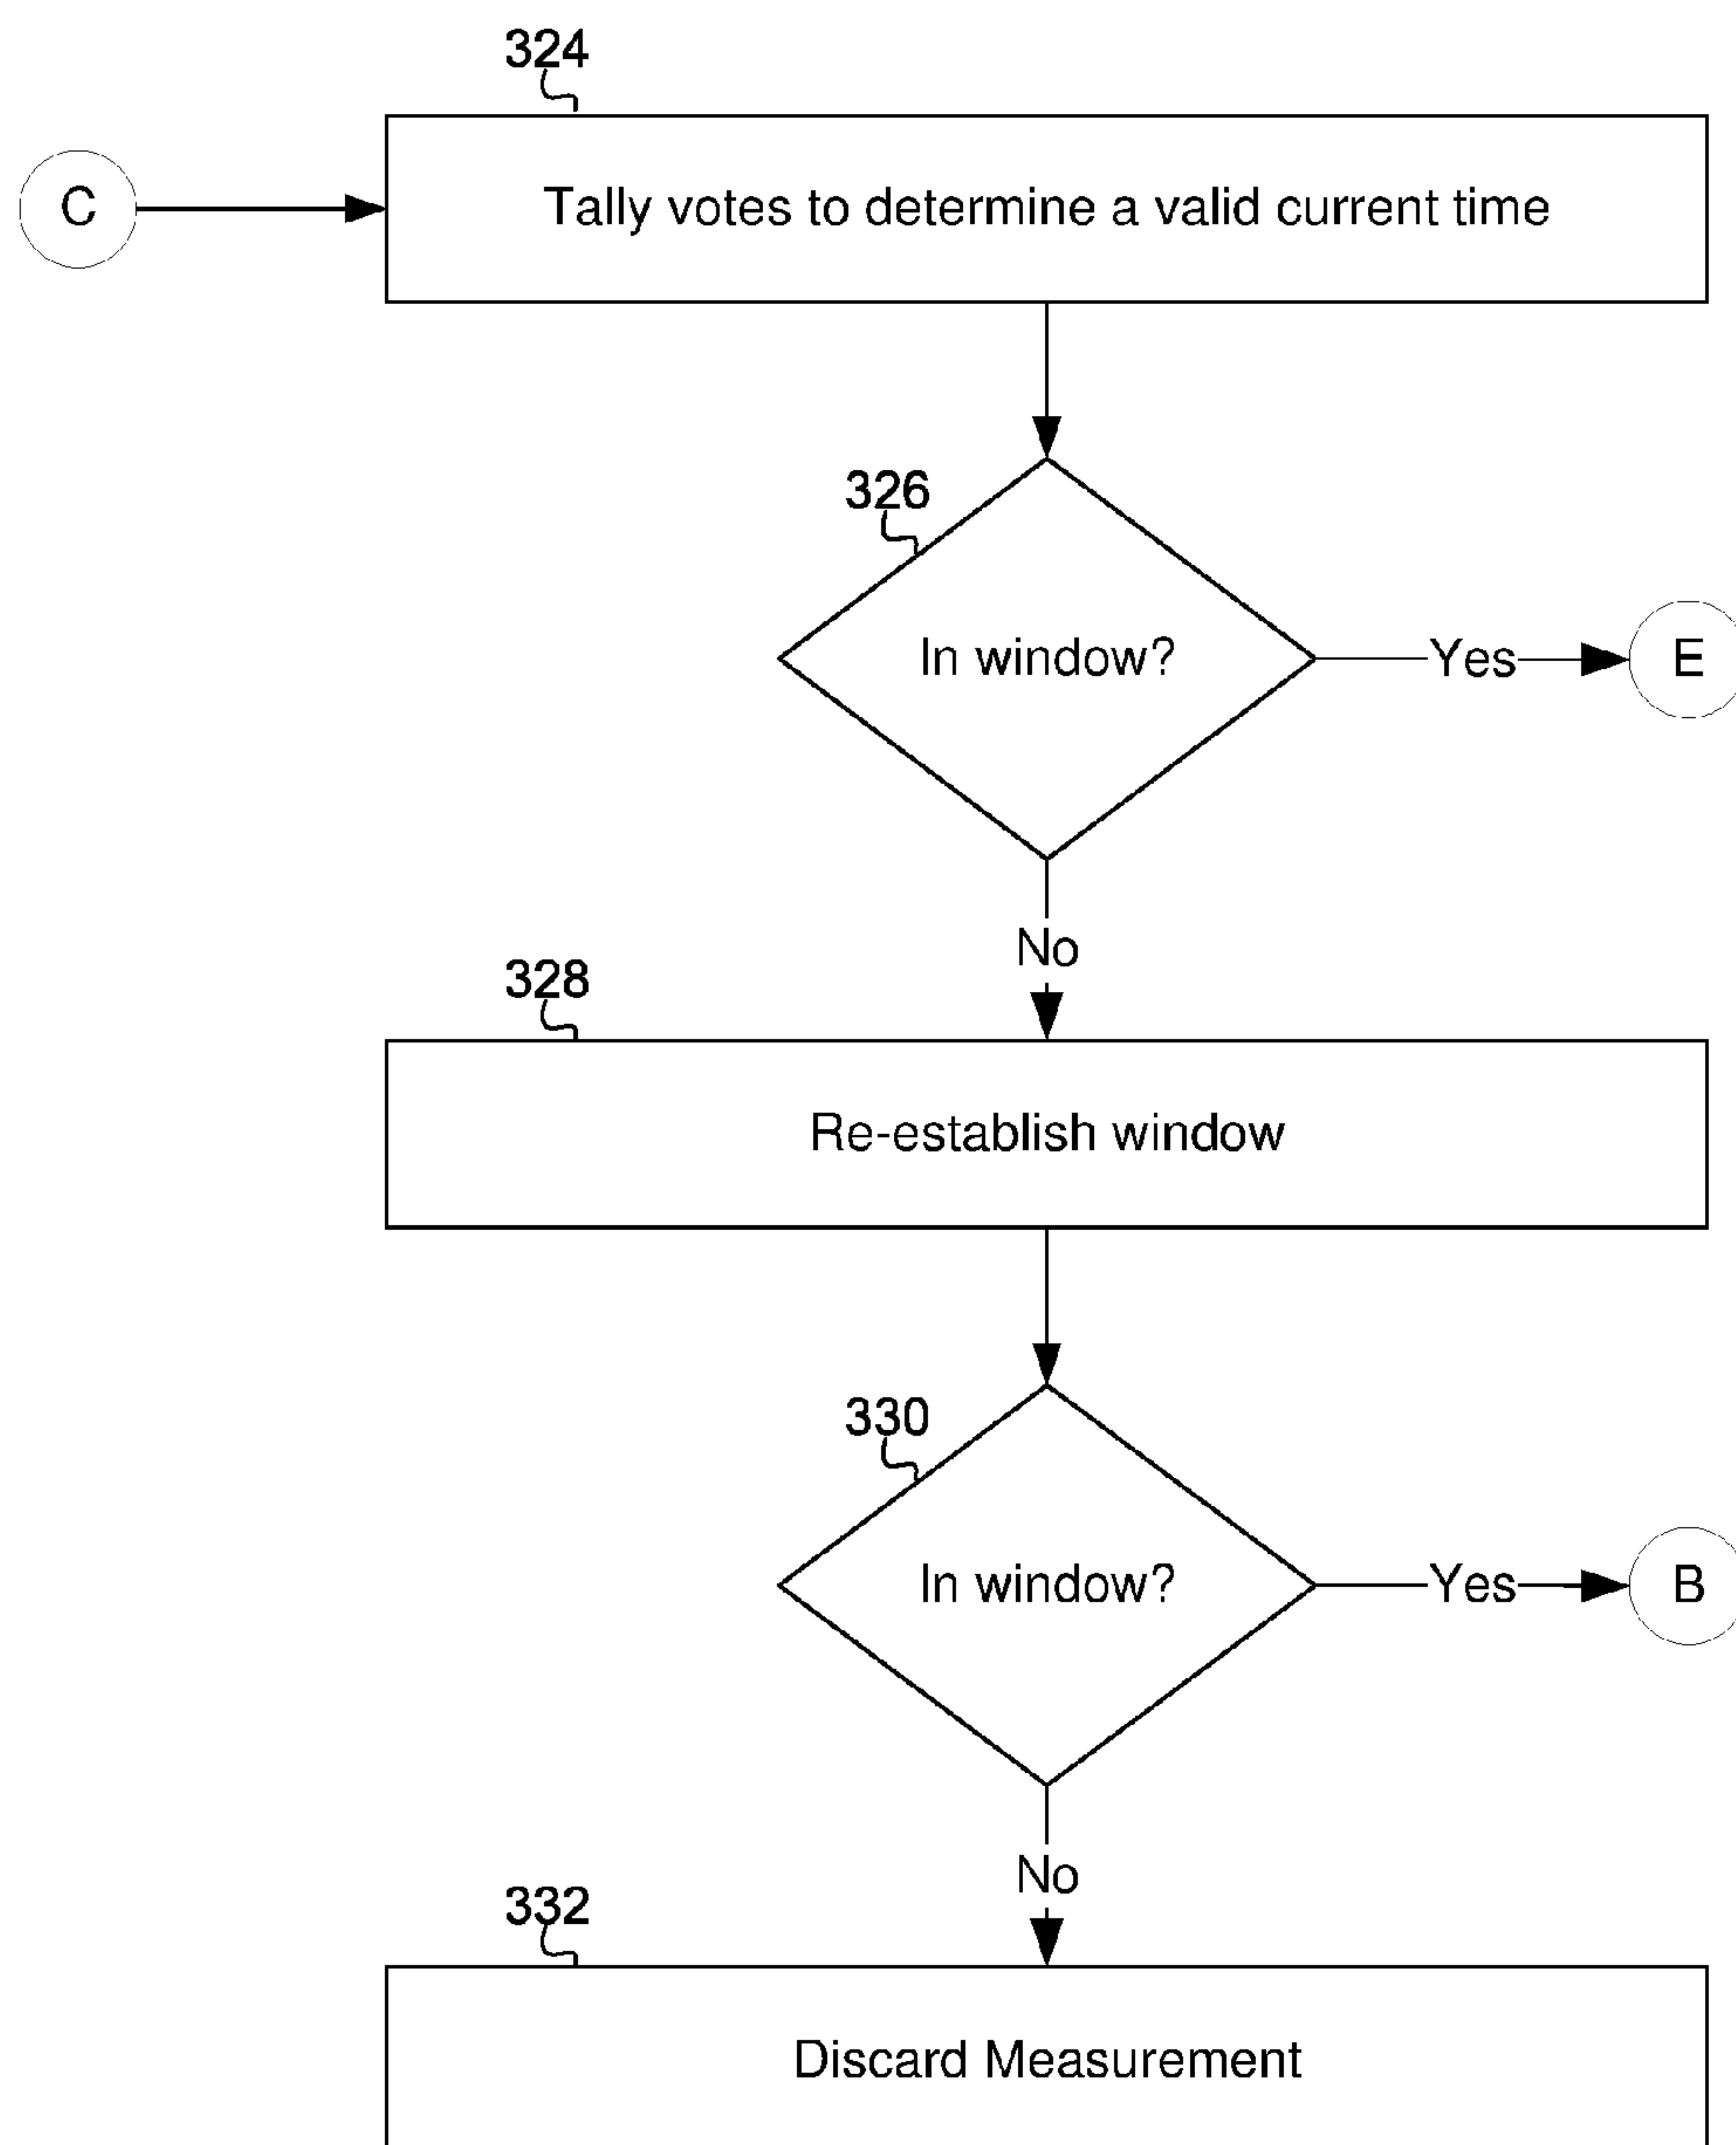 324
C
Tally votes to determine a valid current time
326
In window?
Yes
E
No
328
Re-establish window
330
In window?
Yes
B
No
332
Discard Measurement